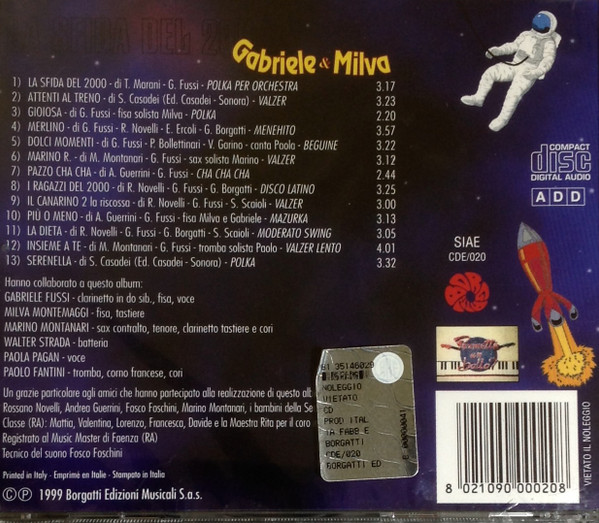 Gabriele & Milva
1) LA SFIDA DEL 2000 - di T. Marani - G. Fussi - POLKA PER ORCHESTRA 3.17
2) ATTENTI AL TRENO - di S. Casadei (Ed. Casadei - Sonora) - VALZER 3.23
3) GIOIOSA - di G. Fussi - fisa solista Milva - POLKA 2.20
4) MERLINO - di G. Fussi - R. Novelli - E. Ercoli - G. Borgatti - MENEHITO 3.57
5) DOLCI MOMENTI - di G. Fussi - P. Bollettinari - V. Garino - canta Paola - BEGUINE 3.22
6) MARINO R. - di M. Montanari - G. Fussi - sax solista Marino - VALZER 3.12
7) PAZZO CHA CHA - di A. Guerrini - G. Fussi - CHA CHA CHA 2.44
8) I RAGAZZI DEL 2000 - di R. Novelli - G. Fussi - G. Borgatti - DISCO LATINO 3.25
9) IL CANARINO 2 la riscossa - di R. Novelli - G. Fussi - S. Scaioli - VALZER 3.00
10) PIÙ O MENO - di A. Guerrini - G. Fussi - fisa Milva e Gabriele - MAZURKA 3.13
11) LA DIETA - di R. Novelli - G. Fussi - G. Borgatti - S. Scaioli - MODERATO SWING 3.05
12) INSIEME A TE - di M. Montanari - G. Fussi - tromba solista Paolo - VALZER LENTO 4.01
13) SERENELLA - di S. Casadei (Ed. Casadei - Sonora) - POLKA 3.32
COMPACT
disc
DIGITAL AUDIO
A D D
SIAE
CDE/020
Hanno collaborato a questo album:
GABRIELE FUSSI - clarinetto in do sib., fisa, voce
MILVA MONTEMAGGI - fisa, tastiere
MARINO MONTANARI - sax contralto, tenore, clarinetto tastiere e cori
WALTER STRADA - batteria
PAOLA PAGAN - voce
PAOLO FANTINI - tromba, corno francese, cori
Un grazie particolare agli amici che hanno partecipato alla realizzazione di questo alb
Rossano Novelli, Andrea Guerrini, Fosco Foschini, Marino Montanari, i bambini della Se
Classe (RA): Mattia, Valentina, Lorenzo, Francesco, Davide e la Maestra Rita per il coro
Registrato al Music Master di Faenza (RA)
Tecnico del suono Fosco Foschini
Printed in Italy - Emprimé en Italie - Stampato in Italia
© ℗ 1999 Borgatti Edizioni Musicali S.a.s.
NOLEGGIO
VIETATO
CD
PROD ITAL
IA FABB E
BORGATTI
CDE/020
BORGATTI ED
8 021090 000208
VIETATO IL NOLEGGIO